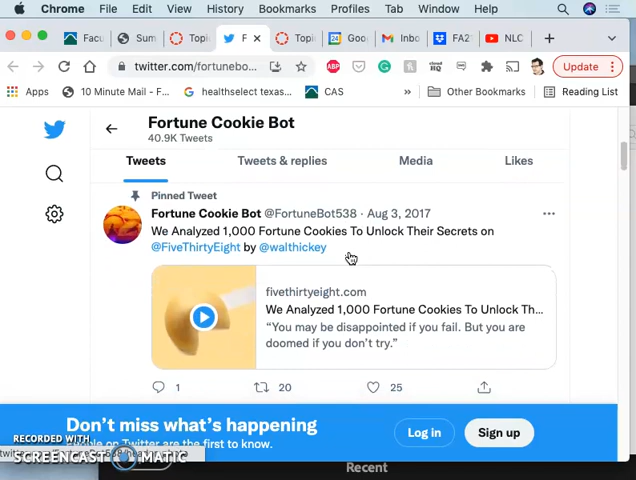 Chrome File Edit View History Bookmarks Profiles Tab Window Help
Facu Sum Topi F Topi Goo Inbo FA2 NLC
twitter.com/fortunebo... Update
Apps 10 Minute Mail - F... healthselect texas... CAS » Other Bookmarks Reading List
Fortune Cookie Bot
40.9K Tweets
Tweets Tweets & replies Media Likes
Pinned Tweet
Fortune Cookie Bot @FortuneBot538 · Aug 3, 2017
We Analyzed 1,000 Fortune Cookies To Unlock Their Secrets on
@FiveThirtyEight by @walthickey
fivethirtyeight.com
We Analyzed 1,000 Fortune Cookies To Unlock Th...
“You may be disappointed if you fail. But you are
doomed if you don’t try.”
1 20 25
Don’t miss what’s happening
on Twitter are the first to know.
Log in Sign up
RECORDED WITH
SCREENCAST MATIC
Recent